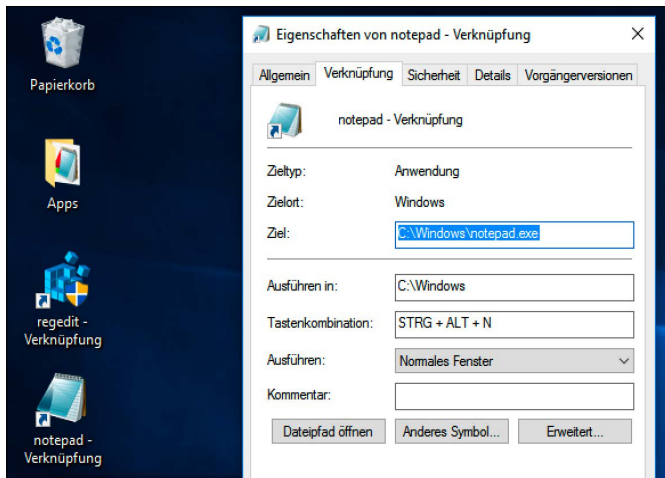 Papierkorb
Apps
regedit -
Verknüpfung
notepad -
Verknüpfung
Eigenschaften von notepad - Verknüpfung
Allgemein Verknüpfung Sicherheit Details Vorgängerversionen
notepad - Verknüpfung
Zieltyp: Anwendung
Zielort: Windows
Ziel: C:\Windows\notepad.exe
Ausführen in: C:\Windows
Tastenkombination: STRG + ALT + N
Ausführen: Normales Fenster
Kommentar:
Dateipfad öffnen Anderes Symbol... Erweitert...